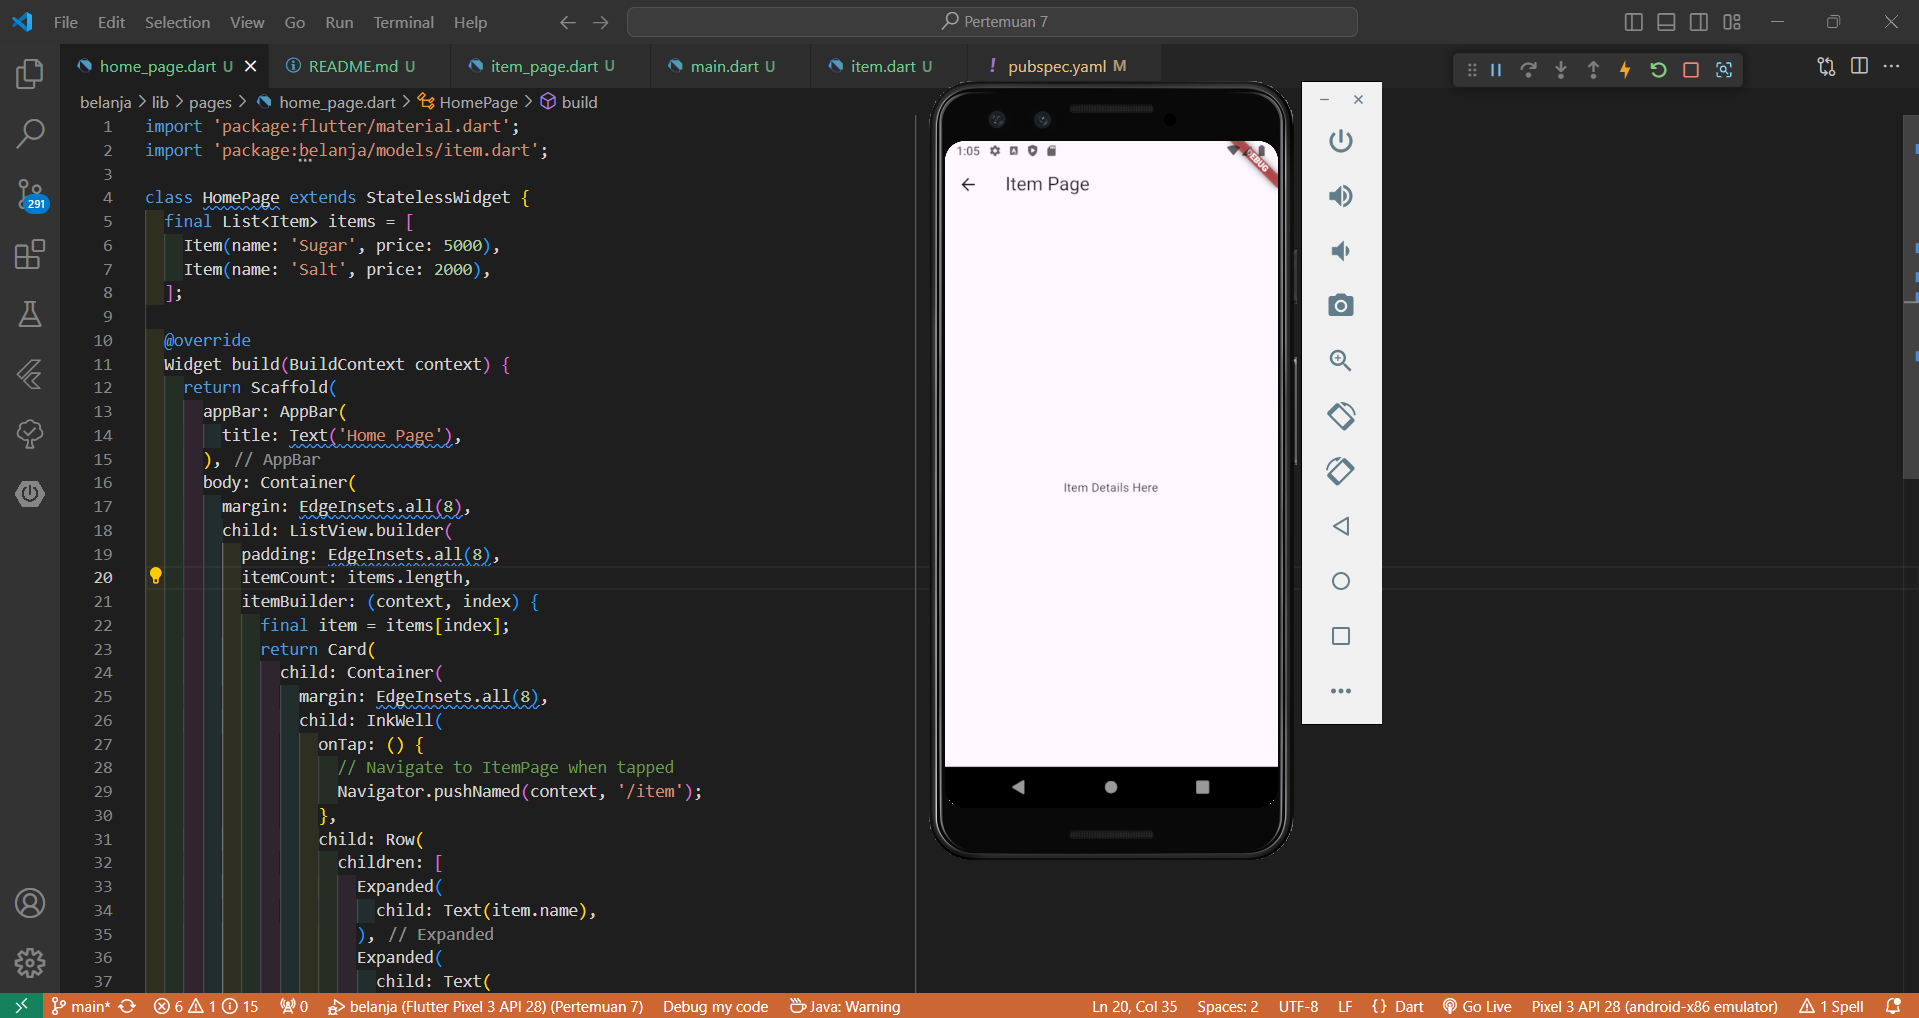 File Edit Selection View Go Run Terminal Help
Pertemuan 7
home_page.dart U
README.md U
item_page.dart U
main.dart U
item.dart U
! pubspec.yaml M
belanja > lib > pages > home_page.dart > HomePage > build
1 import 'package:flutter/material.dart';
2 import 'package:belanja/models/item.dart';
3
4 class HomePage extends StatelessWidget {
5 final List<Item> items = [
6 Item(name: 'Sugar', price: 5000),
7 Item(name: 'Salt', price: 2000),
8 ];
9
10 @override
11 Widget build(BuildContext context) {
12 return Scaffold(
13 appBar: AppBar(
14 title: Text('Home Page'),
15 ), // AppBar
16 body: Container(
17 margin: EdgeInsets.all(8),
18 child: ListView.builder(
19 padding: EdgeInsets.all(8),
20 itemCount: items.length,
21 itemBuilder: (context, index) {
22 final item = items[index];
23 return Card(
24 child: Container(
25 margin: EdgeInsets.all(8),
26 child: InkWell(
27 onTap: () {
28 // Navigate to ItemPage when tapped
29 Navigator.pushNamed(context, '/item');
30 },
31 child: Row(
32 children: [
33 Expanded(
34 child: Text(item.name),
35 ), // Expanded
36 Expanded(
37 child: Text(
291
1:05
DEBUG
Item Page
Item Details Here
main* 6 1 15 0 belanja (Flutter Pixel 3 API 28) (Pertemuan 7) Debug my code Java: Warning Ln 20, Col 35 Spaces: 2 UTF-8 LF {} Dart Go Live Pixel 3 API 28 (android-x86 emulator) 1 Spell